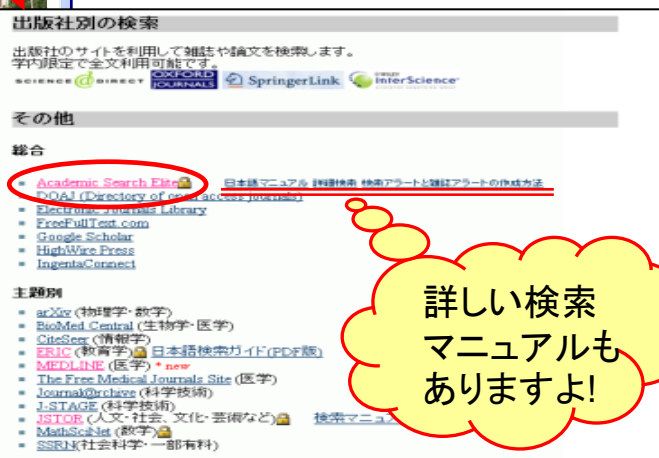 出版社別の検索
出版社のサイトを利用して雑誌や論文を検索します。
学内限定で全文利用可能です。
SCIENCE @ DIRECT OXFORD JOURNALS SpringerLink InterScience
その他
総合
Academic Search Elite 日本語マニュアル 詳細検索 検索アラートと雑誌アラートの作成方法
DOAJ (Directory of open access journals)
Electronic Journals Library
FreeFullText.com
Google Scholar
HighWire Press
IngentaConnect
主題別
arXiv (物理学・数学)
BioMed Central (生物学・医学)
CiteSeer (情報学)
ERIC (教育学) 日本語検索ガイド(PDF版)
MEDLINE (医学) * new
The Free Medical Journals Site (医学)
Journal@rchive (科学技術)
J-STAGE (科学技術)
JSTOR (人文・社会、文化・芸術など) 検索マニュ
MathSciNet (数学)
SSRN(社会科学・一部有料)
詳しい検索
マニュアルも
ありますよ!